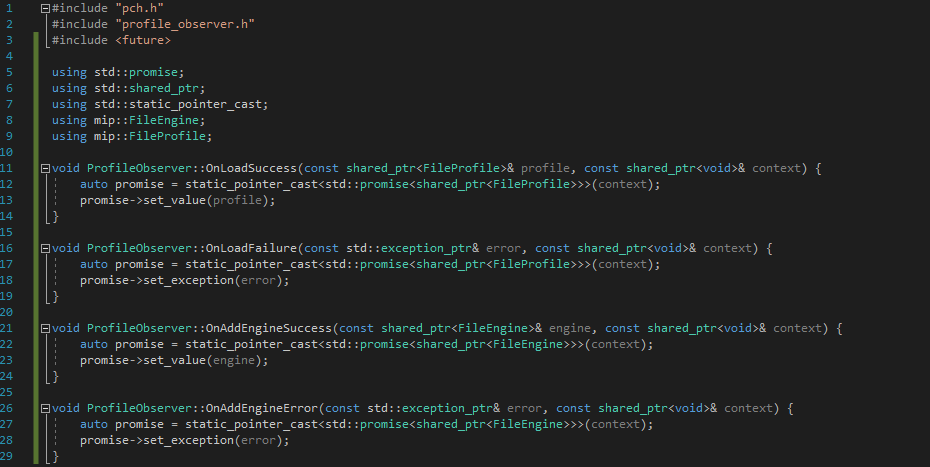 1 #include "pch.h"
2 #include "profile_observer.h"
3 #include <future>
4
5 using std::promise;
6 using std::shared_ptr;
7 using std::static_pointer_cast;
8 using mip::FileEngine;
9 using mip::FileProfile;
10
11 void ProfileObserver::OnLoadSuccess(const shared_ptr<FileProfile>& profile, const shared_ptr<void>& context) {
12     auto promise = static_pointer_cast<std::promise<shared_ptr<FileProfile>>>(context);
13     promise->set_value(profile);
14 }
15
16 void ProfileObserver::OnLoadFailure(const std::exception_ptr& error, const shared_ptr<void>& context) {
17     auto promise = static_pointer_cast<std::promise<shared_ptr<FileProfile>>>(context);
18     promise->set_exception(error);
19 }
20
21 void ProfileObserver::OnAddEngineSuccess(const shared_ptr<FileEngine>& engine, const shared_ptr<void>& context) {
22     auto promise = static_pointer_cast<std::promise<shared_ptr<FileEngine>>>(context);
23     promise->set_value(engine);
24 }
25
26 void ProfileObserver::OnAddEngineError(const std::exception_ptr& error, const shared_ptr<void>& context) {
27     auto promise = static_pointer_cast<std::promise<shared_ptr<FileEngine>>>(context);
28     promise->set_exception(error);
29 }